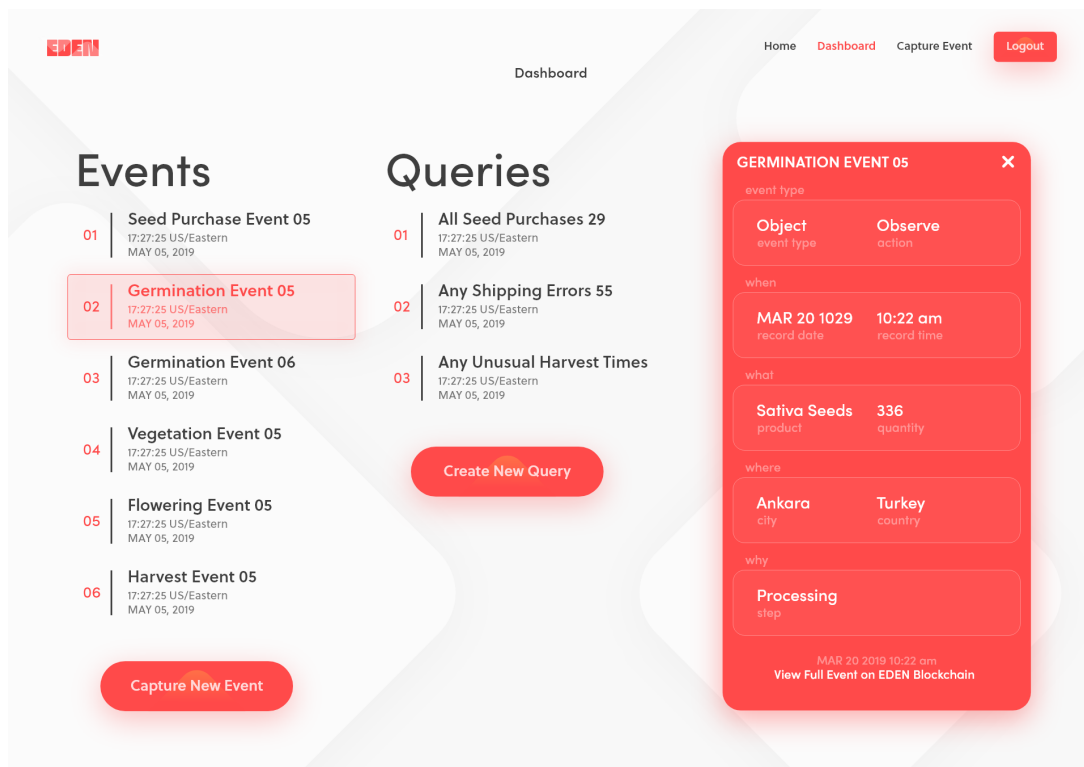 EDEN
Home Dashboard Capture Event Logout
Dashboard
Events
01 Seed Purchase Event 05
17:27:25 US/Eastern
MAY 05, 2019
02 Germination Event 05
17:27:25 US/Eastern
MAY 05, 2019
03 Germination Event 06
17:27:25 US/Eastern
MAY 05, 2019
04 Vegetation Event 05
17:27:25 US/Eastern
MAY 05, 2019
05 Flowering Event 05
17:27:25 US/Eastern
MAY 05, 2019
06 Harvest Event 05
17:27:25 US/Eastern
MAY 05, 2019
Capture New Event
Queries
01 All Seed Purchases 29
17:27:25 US/Eastern
MAY 05, 2019
02 Any Shipping Errors 55
17:27:25 US/Eastern
MAY 05, 2019
03 Any Unusual Harvest Times
17:27:25 US/Eastern
MAY 05, 2019
Create New Query
GERMINATION EVENT 05 ×
event type
Object Observe
event type action
when
MAR 20 1029 10:22 am
record date record time
what
Sativa Seeds 336
product quantity
where
Ankara Turkey
city country
why
Processing
step
MAR 20 2019 10:22 am
View Full Event on EDEN Blockchain